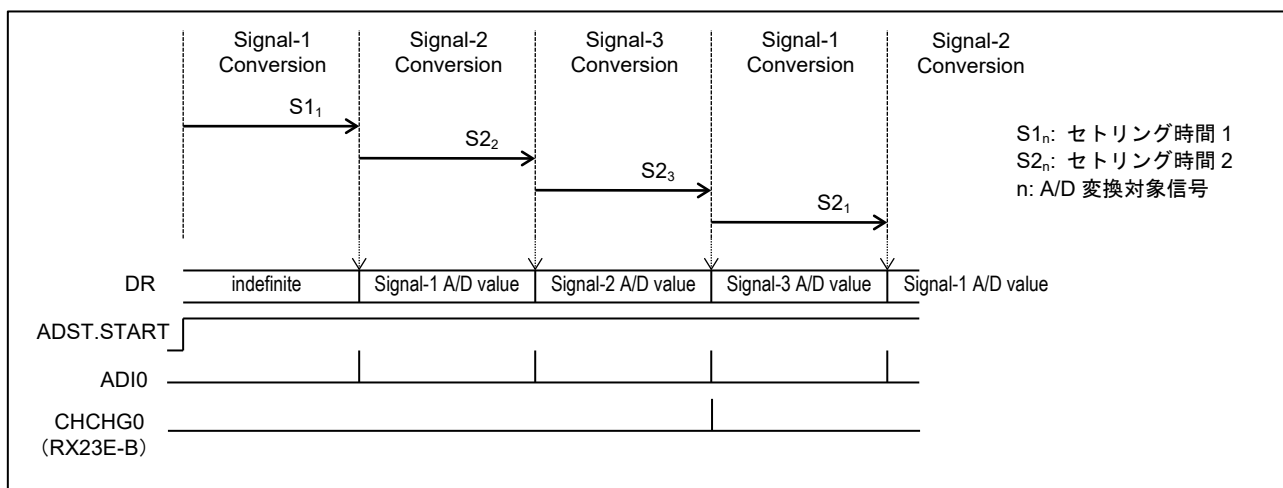 Signal-1
Conversion
Signal-2
Conversion
Signal-3
Conversion
Signal-1
Conversion
Signal-2
Conversion
S1₁
S2₂
S2₃
S2₁
S1ₙ: セトリング時間 1
S2ₙ: セトリング時間 2
n: A/D 変換対象信号
DR
indefinite
Signal-1 A/D value
Signal-2 A/D value
Signal-3 A/D value
Signal-1 A/D value
ADST.START
ADI0
CHCHG0
（RX23E-B）